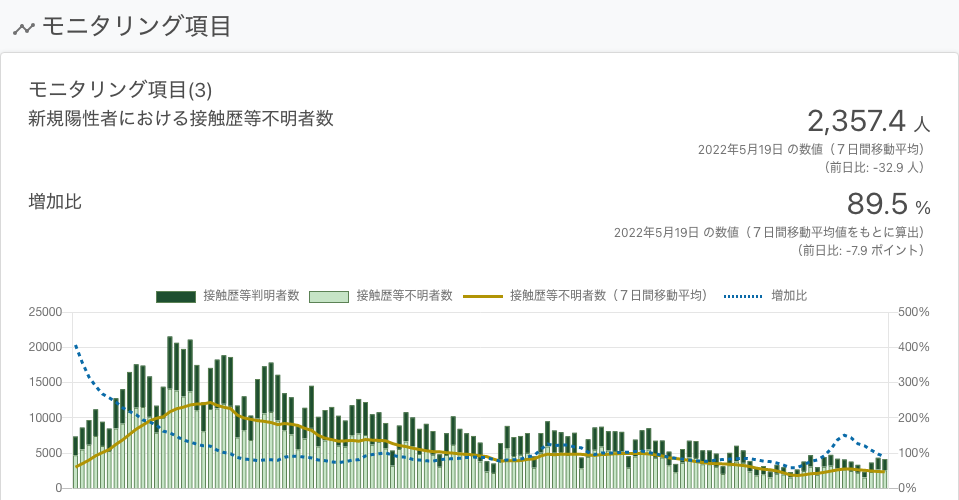 モニタリング項目
モニタリング項目(3)
新規陽性者における接触歴等不明者数
2,357.4 人
2022年5月19日 の数値（７日間移動平均）
（前日比: -32.9 人）
増加比
89.5 %
2022年5月19日 の数値（７日間移動平均値をもとに算出）
（前日比: -7.9 ポイント）
接触歴等判明者数 接触歴等不明者数 接触歴等不明者数（７日間移動平均） 増加比
25000 500%
20000 400%
15000 300%
10000 200%
5000 100%
0 0%